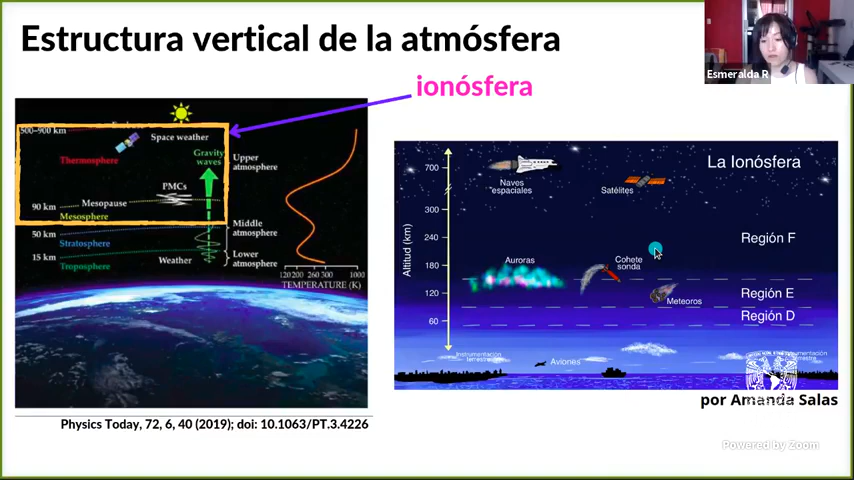 Estructura vertical de la atmósfera
Esmeralda R
ionósfera
500–900 km
Space weather
Thermosphere
Gravity
waves
Upper
atmosphere
PMCs
90 km
Mesopause
Mesosphere
50 km
Middle
atmosphere
Stratosphere
15 km
Weather
Lower
atmosphere
Troposphere
120 200 260 300 1000
TEMPERATURE (K)
Physics Today, 72, 6, 40 (2019); doi: 10.1063/PT.3.4226
La Ionósfera
Altitud (km)
700
300
240
180
120
60
Naves
espaciales
Satélites
Región F
Auroras
Cohete
sonda
Meteoros
Región E
Región D
Instrumentación
terrestre
Aviones
por Amanda Salas
Powered by Zoom